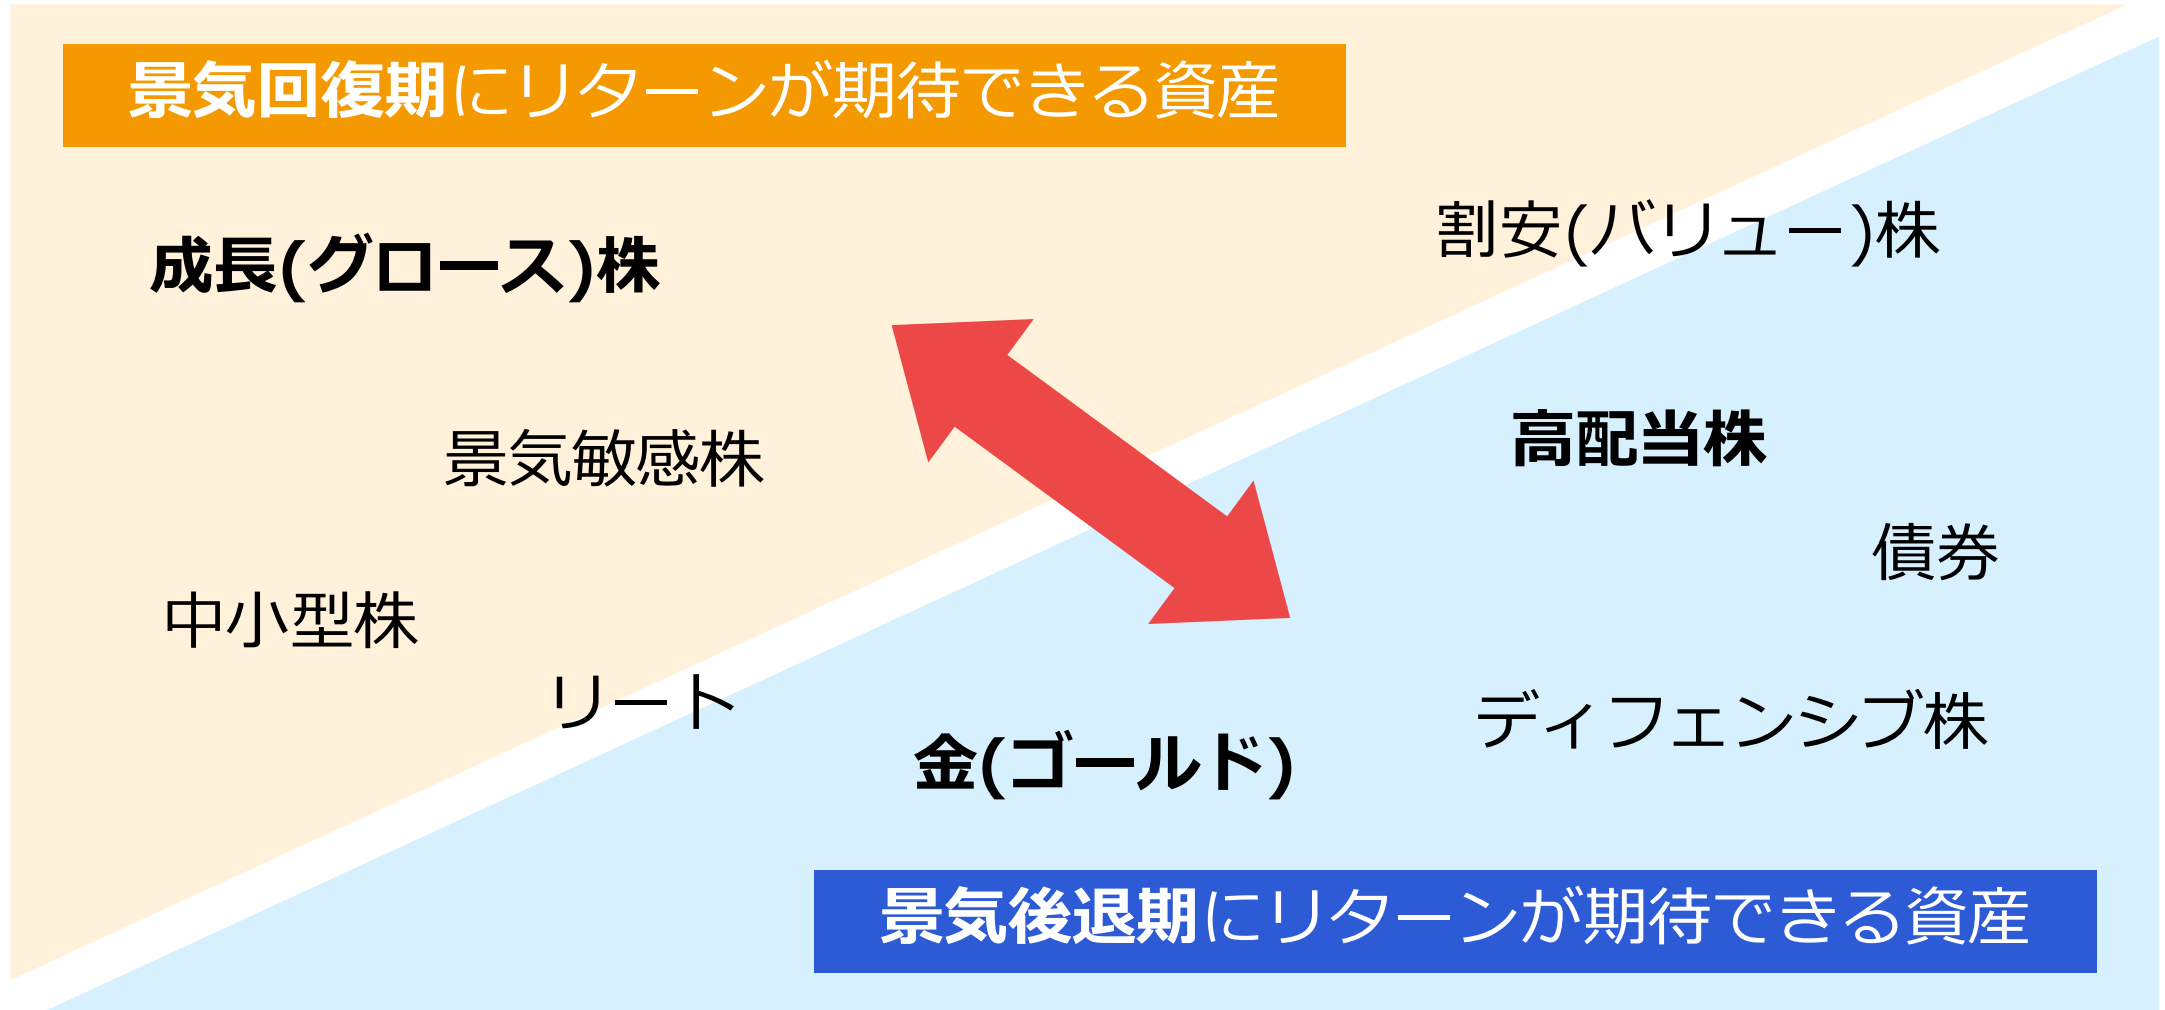 景気回復期にリターンが期待できる資産
割安(バリュー)株
成長(グロース)株
高配当株
景気敏感株
債券
中小型株
リート
ディフェンシブ株
金(ゴールド)
景気後退期にリターンが期待できる資産